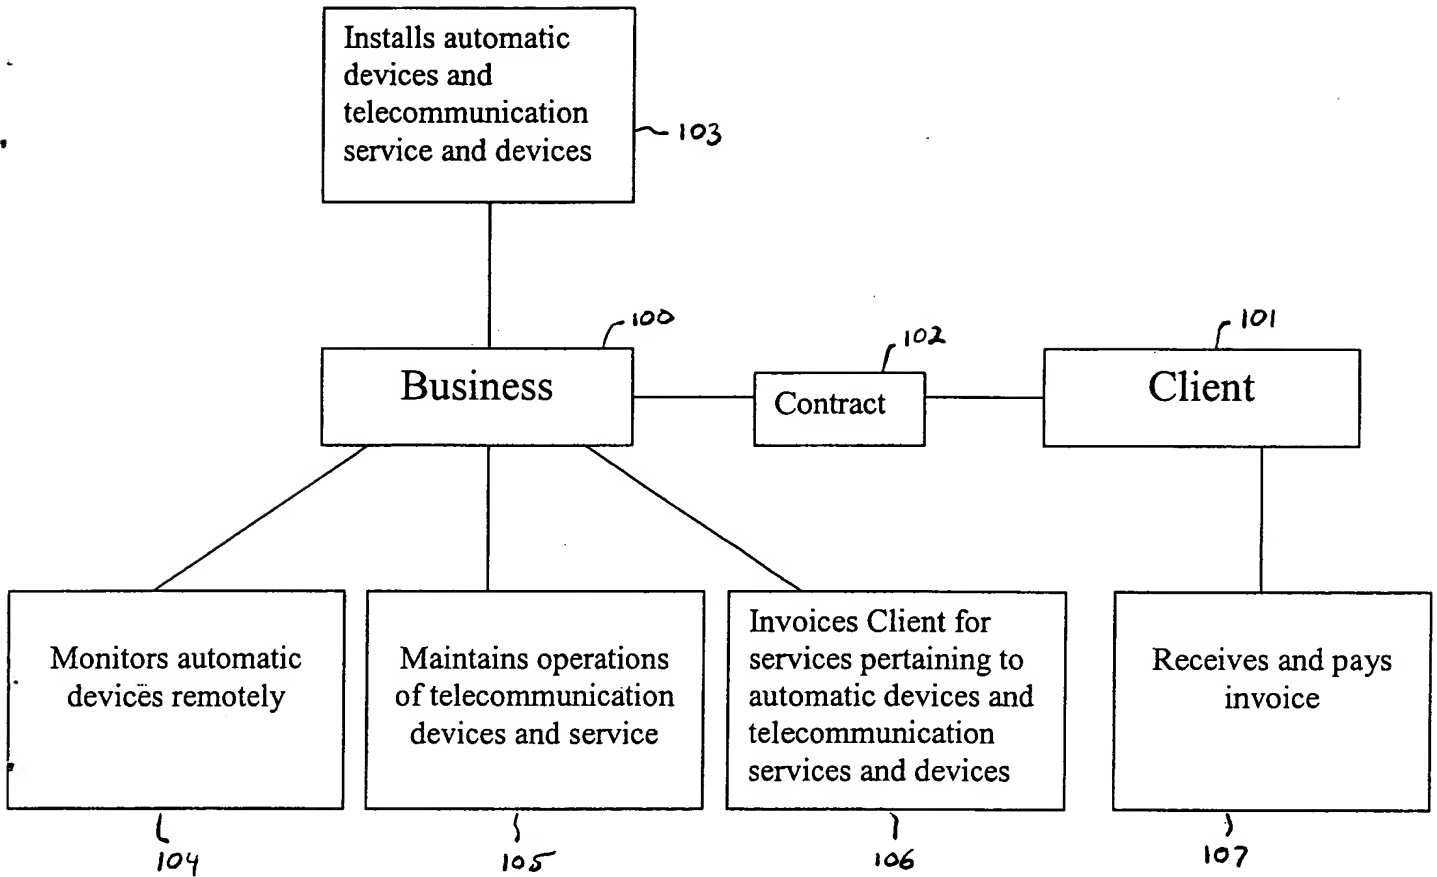 Installs automatic
devices and
telecommunication
service and devices
103
100
Business
102
Contract
101
Client
Monitors automatic
devices remotely
104
Maintains operations
of telecommunication
devices and service
105
Invoices Client for
services pertaining to
automatic devices and
telecommunication
services and devices
106
Receives and pays
invoice
107